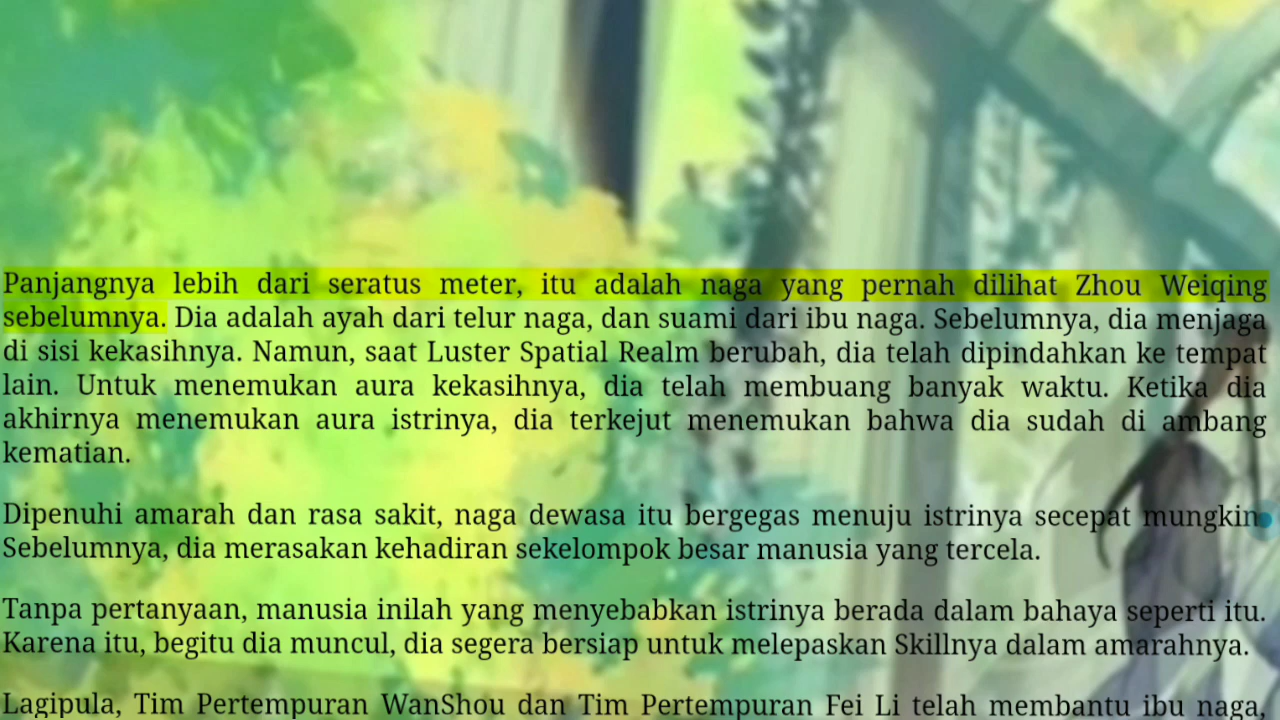 Panjangnya lebih dari seratus meter, itu adalah naga yang pernah dilihat Zhou Weiqing
sebelumnya. Dia adalah ayah dari telur naga, dan suami dari ibu naga. Sebelumnya, dia menjaga
di sisi kekasihnya. Namun, saat Luster Spatial Realm berubah, dia telah dipindahkan ke tempat
lain. Untuk menemukan aura kekasihnya, dia telah membuang banyak waktu. Ketika dia
akhirnya menemukan aura istrinya, dia terkejut menemukan bahwa dia sudah di ambang
kematian.
Dipenuhi amarah dan rasa sakit, naga dewasa itu bergegas menuju istrinya secepat mungkin
Sebelumnya, dia merasakan kehadiran sekelompok besar manusia yang tercela.
Tanpa pertanyaan, manusia inilah yang menyebabkan istrinya berada dalam bahaya seperti itu.
Karena itu, begitu dia muncul, dia segera bersiap untuk melepaskan Skillnya dalam amarahnya.
Lagipula, Tim Pertempuran WanShou dan Tim Pertempuran Fei Li telah membantu ibu naga,